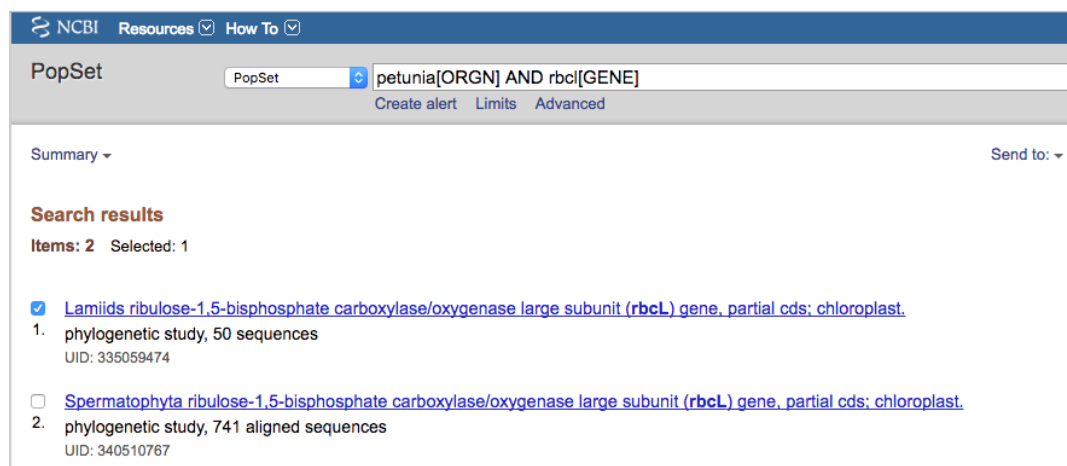 NCBI Resources How To
PopSet PopSet petunia[ORGN] AND rbcl[GENE]
Create alert Limits Advanced
Summary Send to:
Search results
Items: 2 Selected: 1
Lamiids ribulose-1,5-bisphosphate carboxylase/oxygenase large subunit (rbcL) gene, partial cds; chloroplast.
1. phylogenetic study, 50 sequences
UID: 335059474
Spermatophyta ribulose-1,5-bisphosphate carboxylase/oxygenase large subunit (rbcL) gene, partial cds; chloroplast.
2. phylogenetic study, 741 aligned sequences
UID: 340510767